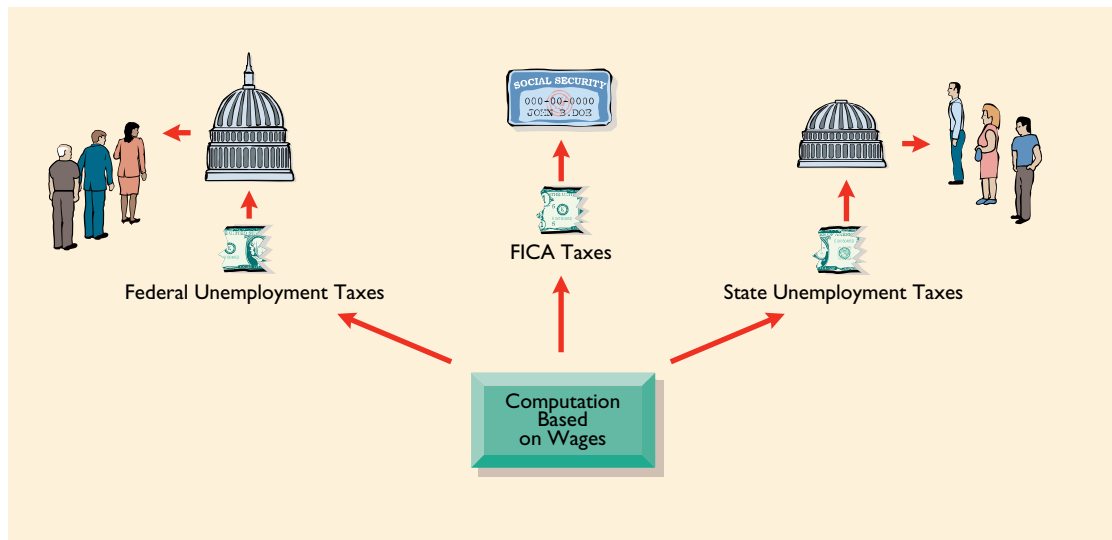 SOCIAL SECURITY
000-00-0000
JOHN B.DOE
FICA Taxes
Federal Unemployment Taxes
State Unemployment Taxes
Computation
Based
on Wages